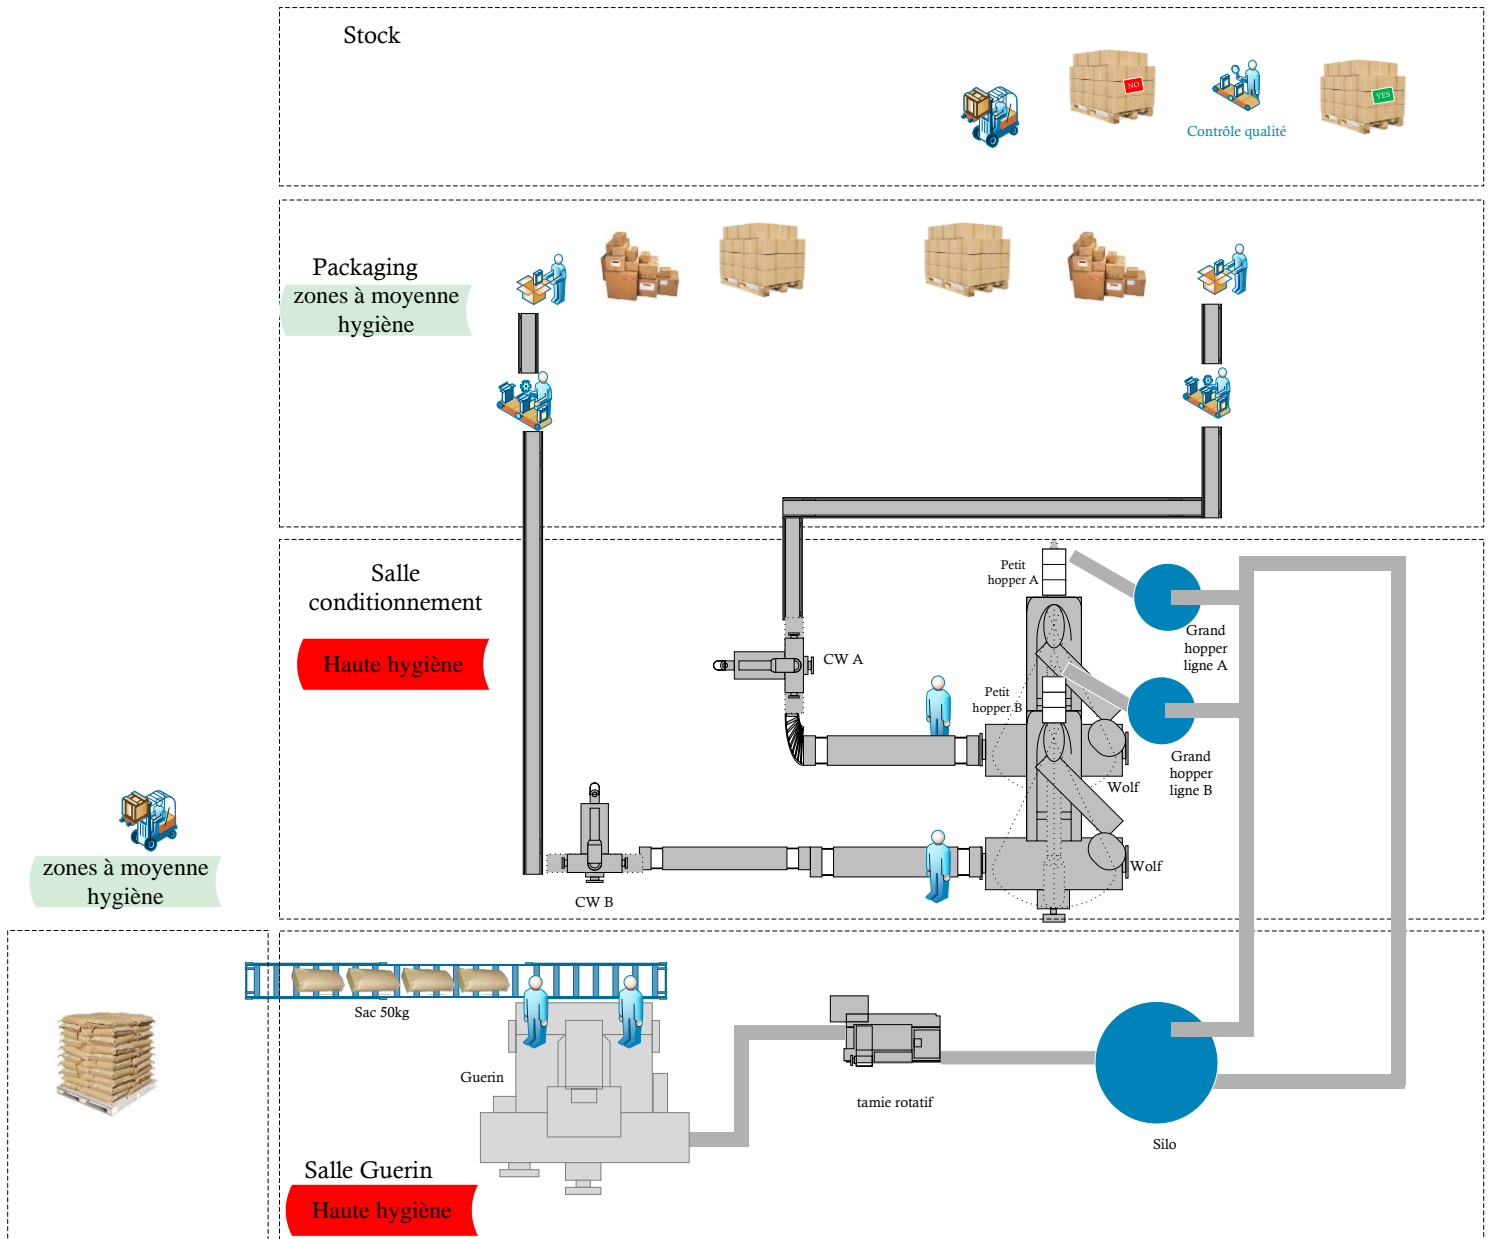 Stock
NO
YES
Contrôle qualité
Packaging
zones à moyenne
hygiène
Salle
conditionnement
Haute hygiène
Petit
hopper A
Grand
hopper
ligne A
CW A
Petit
hopper B
Grand
hopper
ligne B
Wolf
Wolf
CW B
zones à moyenne
hygiène
Sac 50kg
Guerin
tamie rotatif
Silo
Salle Guerin
Haute hygiène